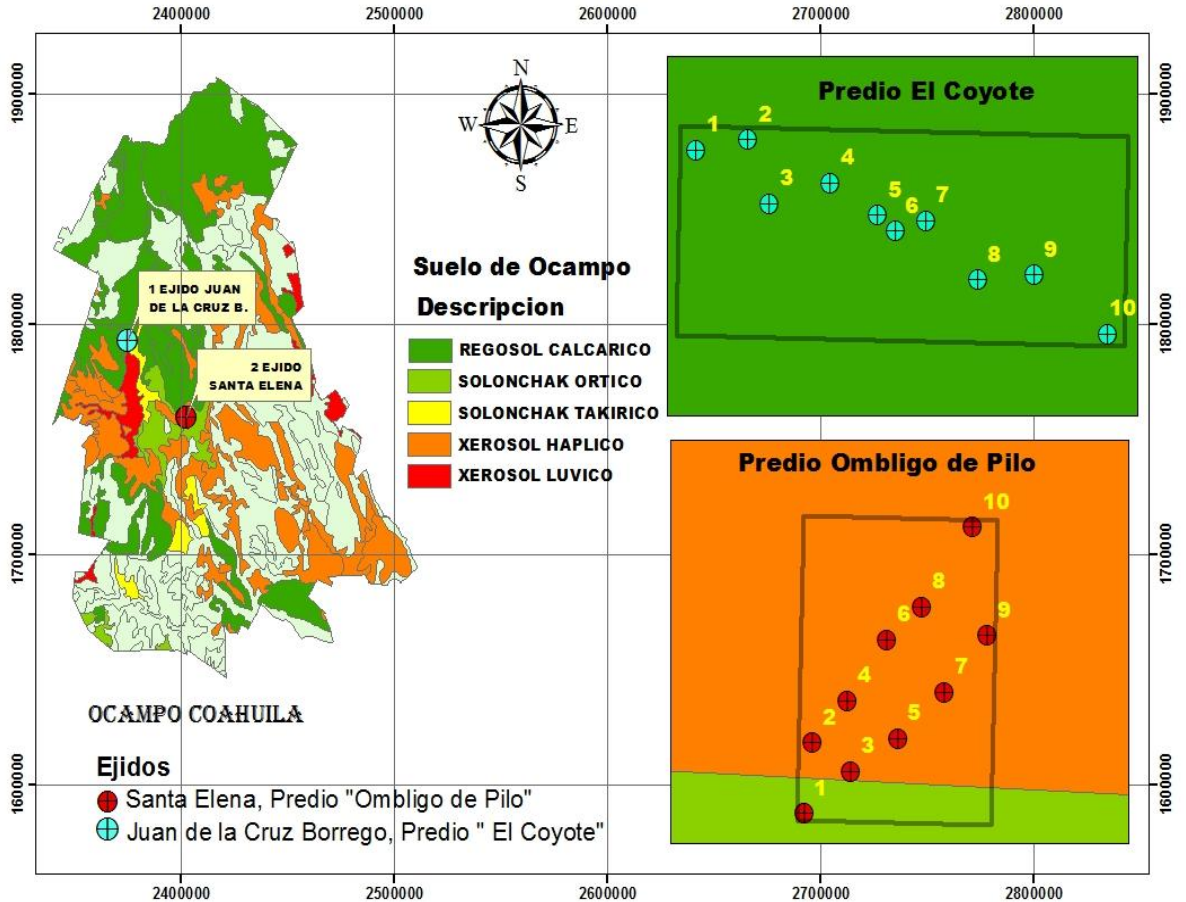 2400000
2500000
2600000
2700000
2800000
1900000
1800000
1700000
1600000
N
W
E
S
1 EJIDO JUAN
DE LA CRUZ B.
2 EJIDO
SANTA ELENA
Suelo de Ocampo
Descripcion
REGOSOL CALCARICO
SOLONCHAK ORTICO
SOLONCHAK TAKIRICO
XEROSOL HAPLICO
XEROSOL LUVICO
OCAMPO COAHUILA
Ejidos
Santa Elena, Predio "Ombligo de Pilo"
Juan de la Cruz Borrego, Predio " El Coyote"
Predio El Coyote
1
2
3
4
5
6
7
8
9
10
Predio Ombligo de Pilo
10
8
9
6
7
4
5
2
3
1
1900000
1800000
1700000
1600000
2400000
2500000
2600000
2700000
2800000